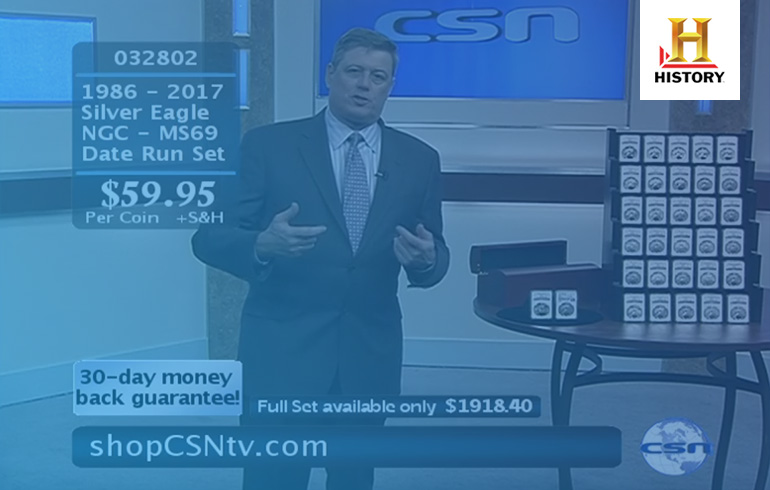 csn
H
HISTORY
032802
1986 - 2017
Silver Eagle
NGC - MS69
Date Run Set
$59.95
Per Coin +S&H
30-day money
back guarantee!
Full Set available only $1918.40
shopCSNtv.com
csn